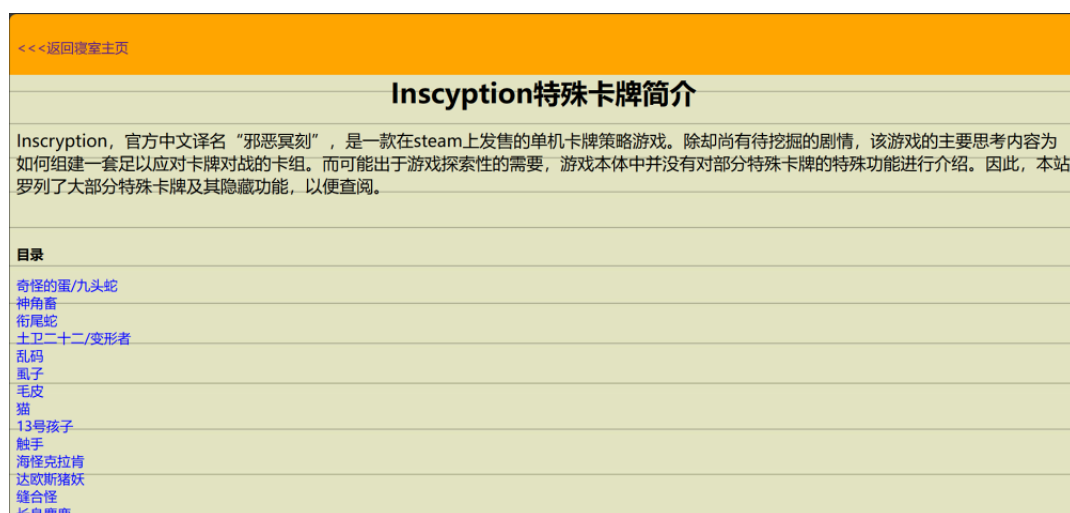 <<<返回寝室主页
Inscyption特殊卡牌简介
Inscryption，官方中文译名“邪恶冥刻”，是一款在steam上发售的单机卡牌策略游戏。除却尚有待挖掘的剧情，该游戏的主要思考内容为
如何组建一套足以应对卡牌对战的卡组。而可能出于游戏探索性的需要，游戏本体中并没有对部分特殊卡牌的特殊功能进行介绍。因此，本站
罗列了大部分特殊卡牌及其隐藏功能，以便查阅。
目录
奇怪的蛋/九头蛇
神角畜
衔尾蛇
土卫二十二/变形者
乱码
虱子
毛皮
猫
13号孩子
触手
海怪克拉肯
达欧斯猪妖
缝合怪